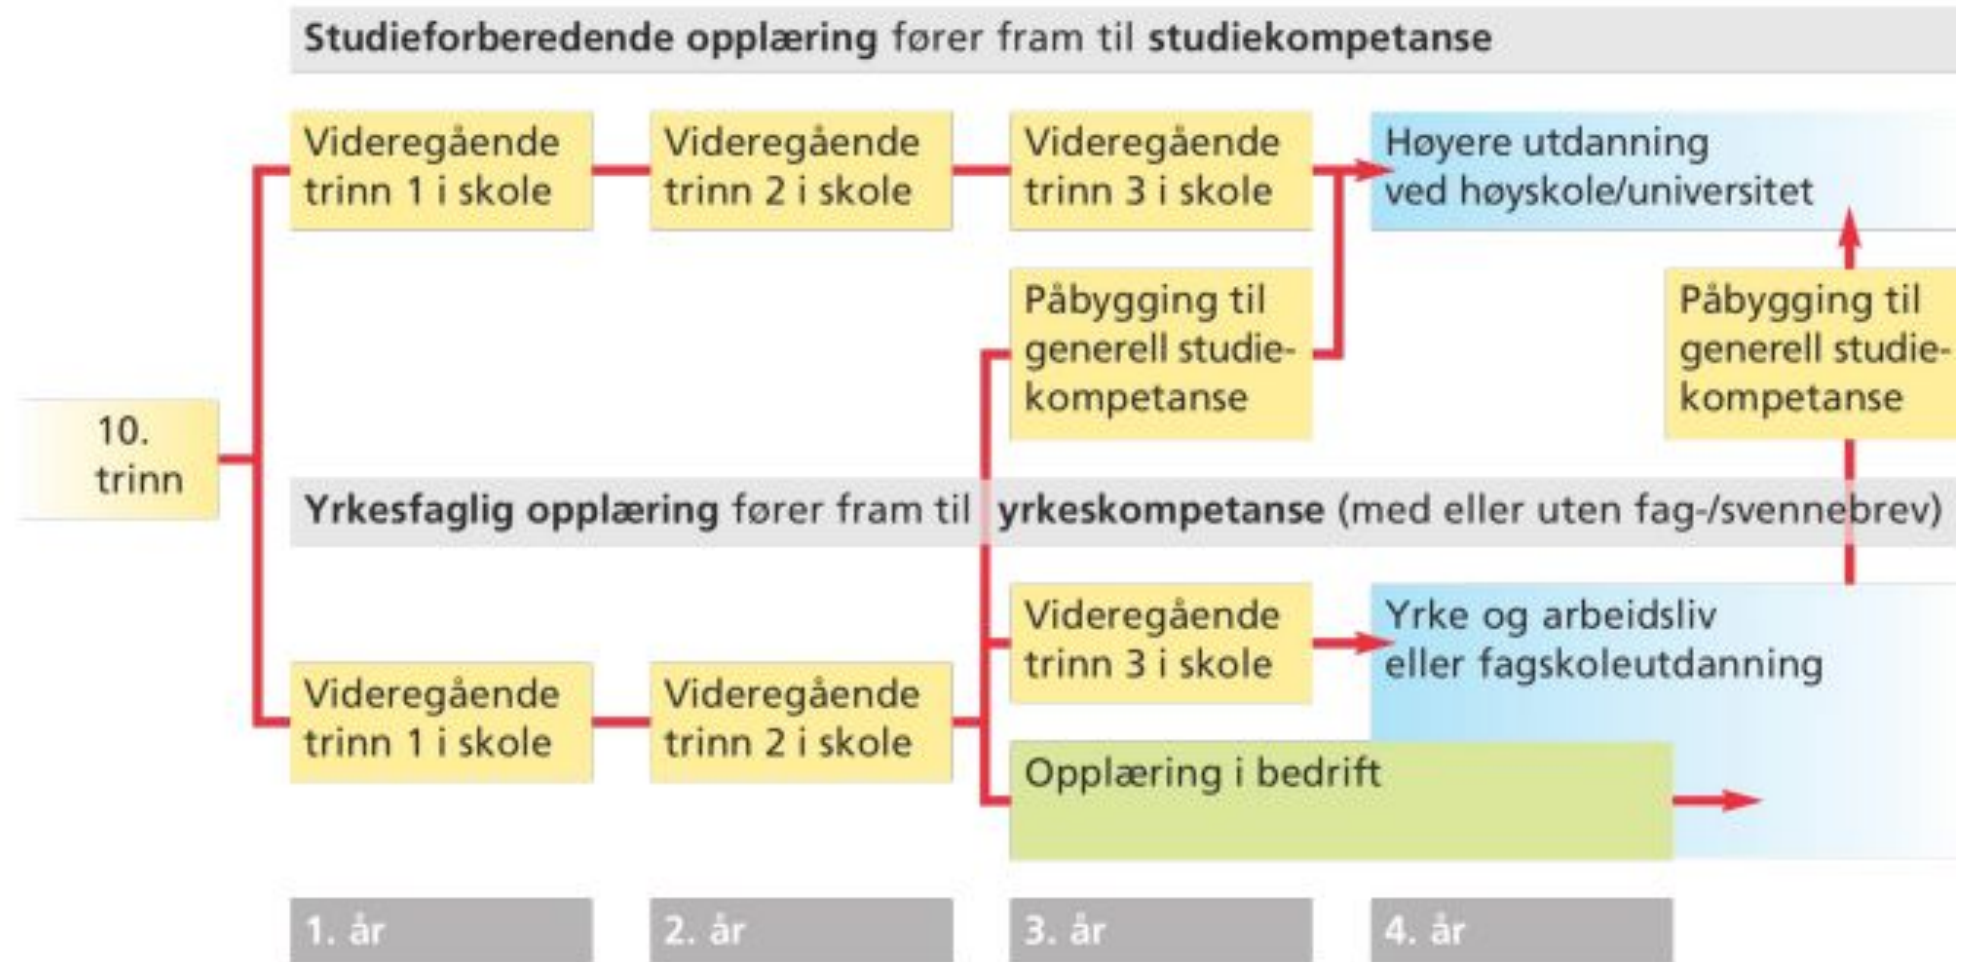 Studieforberedende opplæring fører fram til studiekompetanse
Videregående
trinn 1 i skole
Videregående
trinn 2 i skole
Videregående
trinn 3 i skole
Høyere utdanning
ved høyskole/universitet
Påbygging til
generell studie-
kompetanse
Påbygging til
generell studie-
kompetanse
10.
trinn
Yrkesfaglig opplæring fører fram til yrkeskompetanse (med eller uten fag-/svennebrev)
Videregående
trinn 1 i skole
Videregående
trinn 2 i skole
Videregående
trinn 3 i skole
Yrke og arbeidsliv
eller fagskoleutdanning
Opplæring i bedrift
1. år
2. år
3. år
4. år